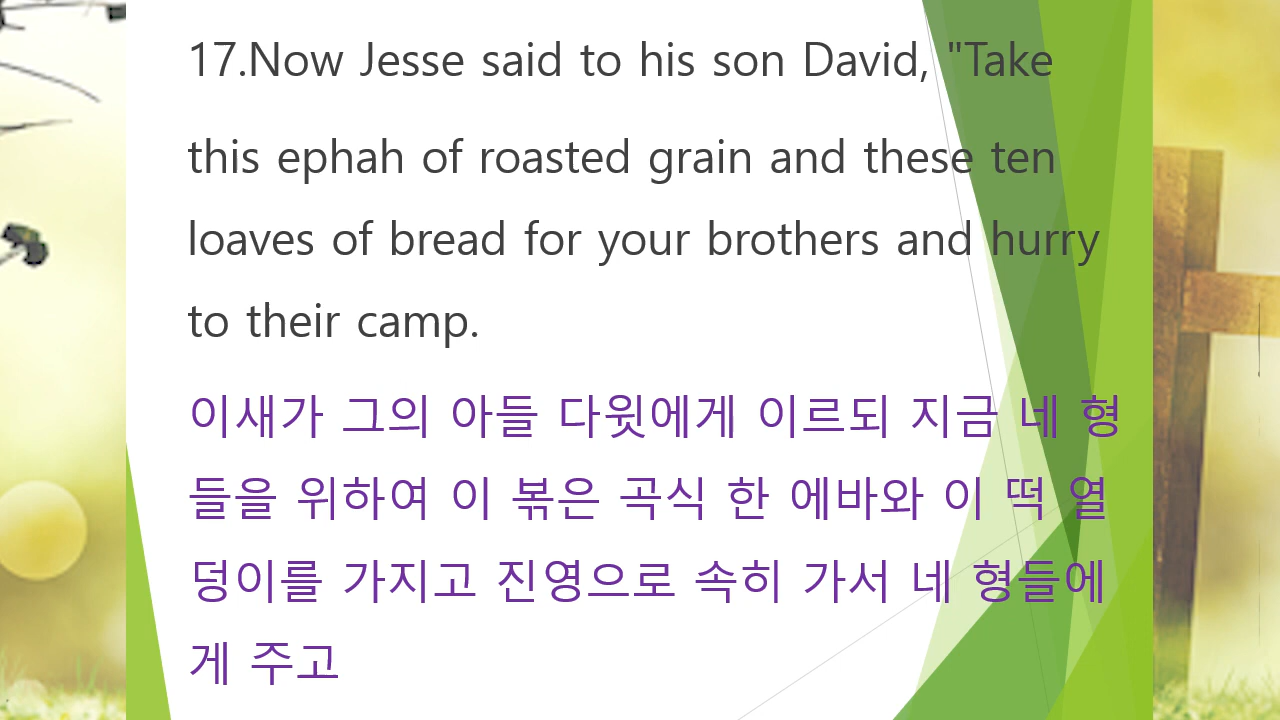 17.Now Jesse said to his son David, "Take
this ephah of roasted grain and these ten
loaves of bread for your brothers and hurry
to their camp.
이새가 그의 아들 다윗에게 이르되 지금 네 형
들을 위하여 이 볶은 곡식 한 에바와 이 떡 열
덩이를 가지고 진영으로 속히 가서 네 형들에
게 주고